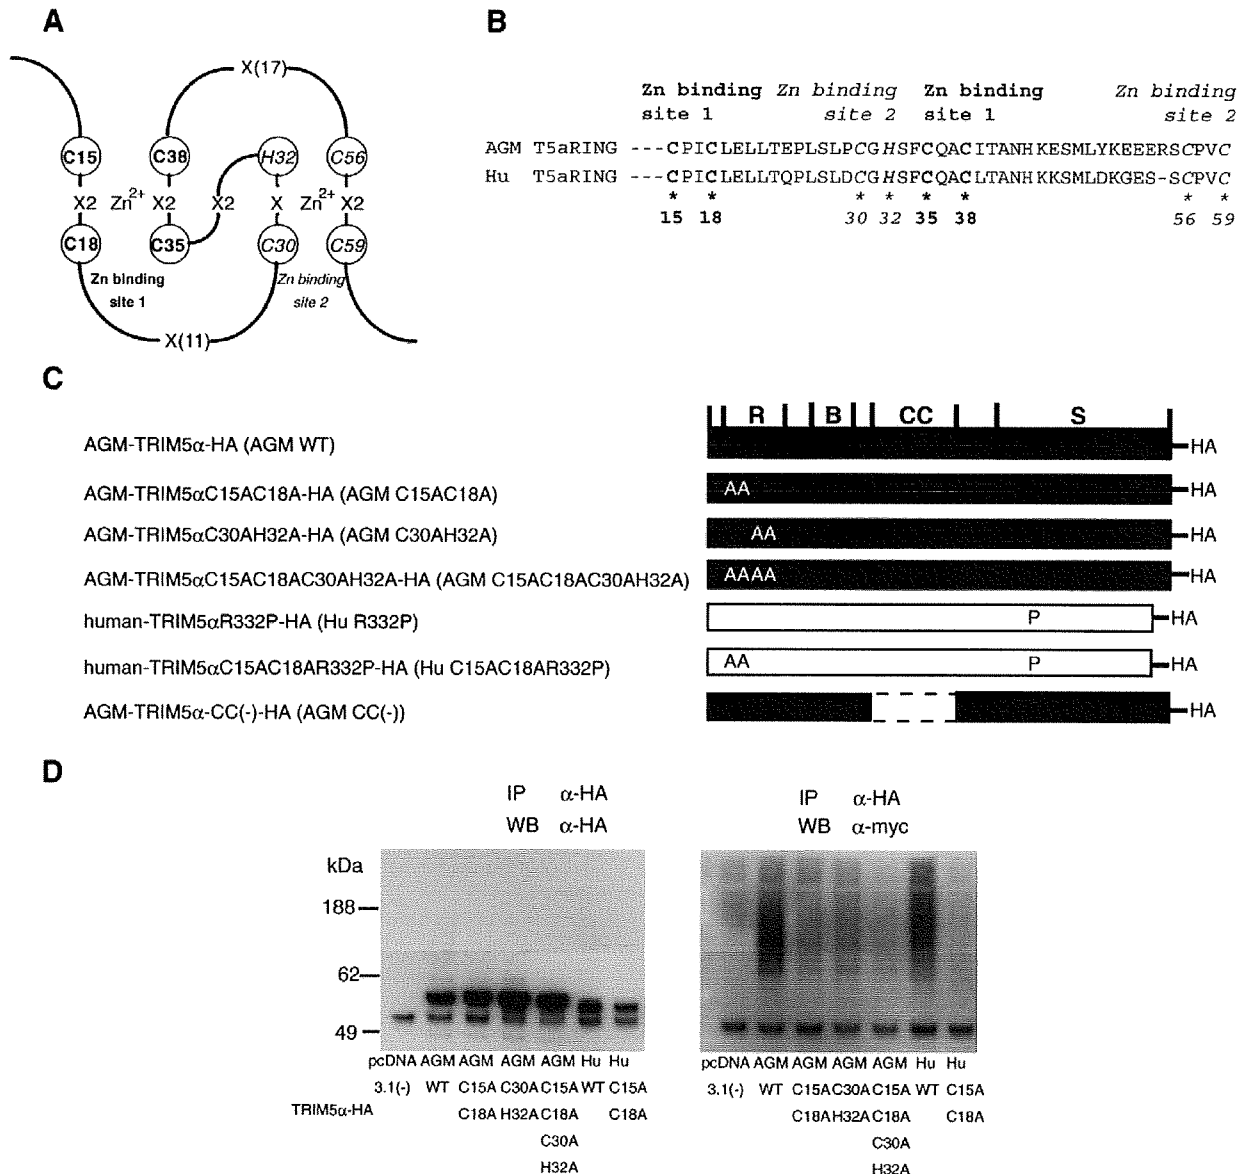 A
X(17)
C15 C38 H32 C56
X2 Zn2+ X2 X2 X Zn2+ X2
C18 C35 C30 C59
Zn binding site 1
Zn binding site 2
X(11)
B
Zn binding Zn binding Zn binding Zn binding
site 1 site 2 site 1 site 2
AGM T5aRING ---CPICLELLTEPLSLPCGHSFCQACITANHKESMLYKEEERSCPVC
Hu T5aRING ---CPICLELLTQPLSLDCGHSFCQACLTANHKKSMLDKGES-SCPVC
* * * * * * * *
15 18 30 32 35 38 56 59
C
R B CC S
AGM-TRIM5α-HA (AGM WT) HA
AGM-TRIM5αC15AC18A-HA (AGM C15AC18A) AA HA
AGM-TRIM5αC30AH32A-HA (AGM C30AH32A) AA HA
AGM-TRIM5αC15AC18AC30AH32A-HA (AGM C15AC18AC30AH32A) AAAA HA
human-TRIM5αR332P-HA (Hu R332P) P HA
human-TRIM5αC15AC18AR332P-HA (Hu C15AC18AR332P) AA P HA
AGM-TRIM5α-CC(-)-HA (AGM CC(-)) HA
D
IP α-HA
WB α-HA
kDa
188
62
49
pcDNA AGM AGM AGM AGM Hu Hu
3.1(-) WT C15A C30A C15A WT C15A
TRIM5α-HA C18A H32A C18A C18A
C30A
H32A
IP α-HA
WB α-myc
pcDNA AGM AGM AGM AGM Hu Hu
3.1(-) WT C15A C30A C15A WT C15A
C18A H32A C18A C18A
C30A
H32A